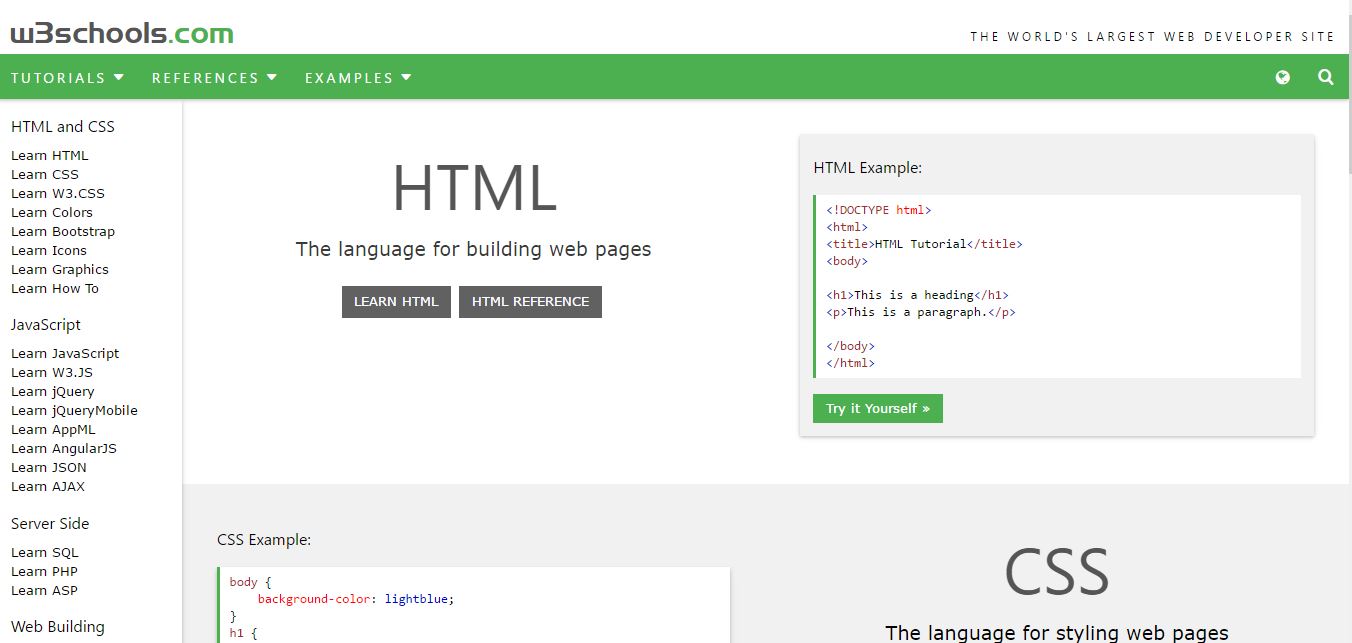 w3schools.com
THE WORLD'S LARGEST WEB DEVELOPER SITE
TUTORIALS REFERENCES EXAMPLES
HTML and CSS
Learn HTML
Learn CSS
Learn W3.CSS
Learn Colors
Learn Bootstrap
Learn Icons
Learn Graphics
Learn How To
JavaScript
Learn JavaScript
Learn W3.JS
Learn jQuery
Learn jQueryMobile
Learn AppML
Learn AngularJS
Learn JSON
Learn AJAX
Server Side
Learn SQL
Learn PHP
Learn ASP
Web Building
HTML
The language for building web pages
LEARN HTML HTML REFERENCE
HTML Example:
<!DOCTYPE html>
<html>
<title>HTML Tutorial</title>
<body>
<h1>This is a heading</h1>
<p>This is a paragraph.</p>
</body>
</html>
Try it Yourself »
CSS Example:
body {
    background-color: lightblue;
}
h1 {
CSS
The language for styling web pages